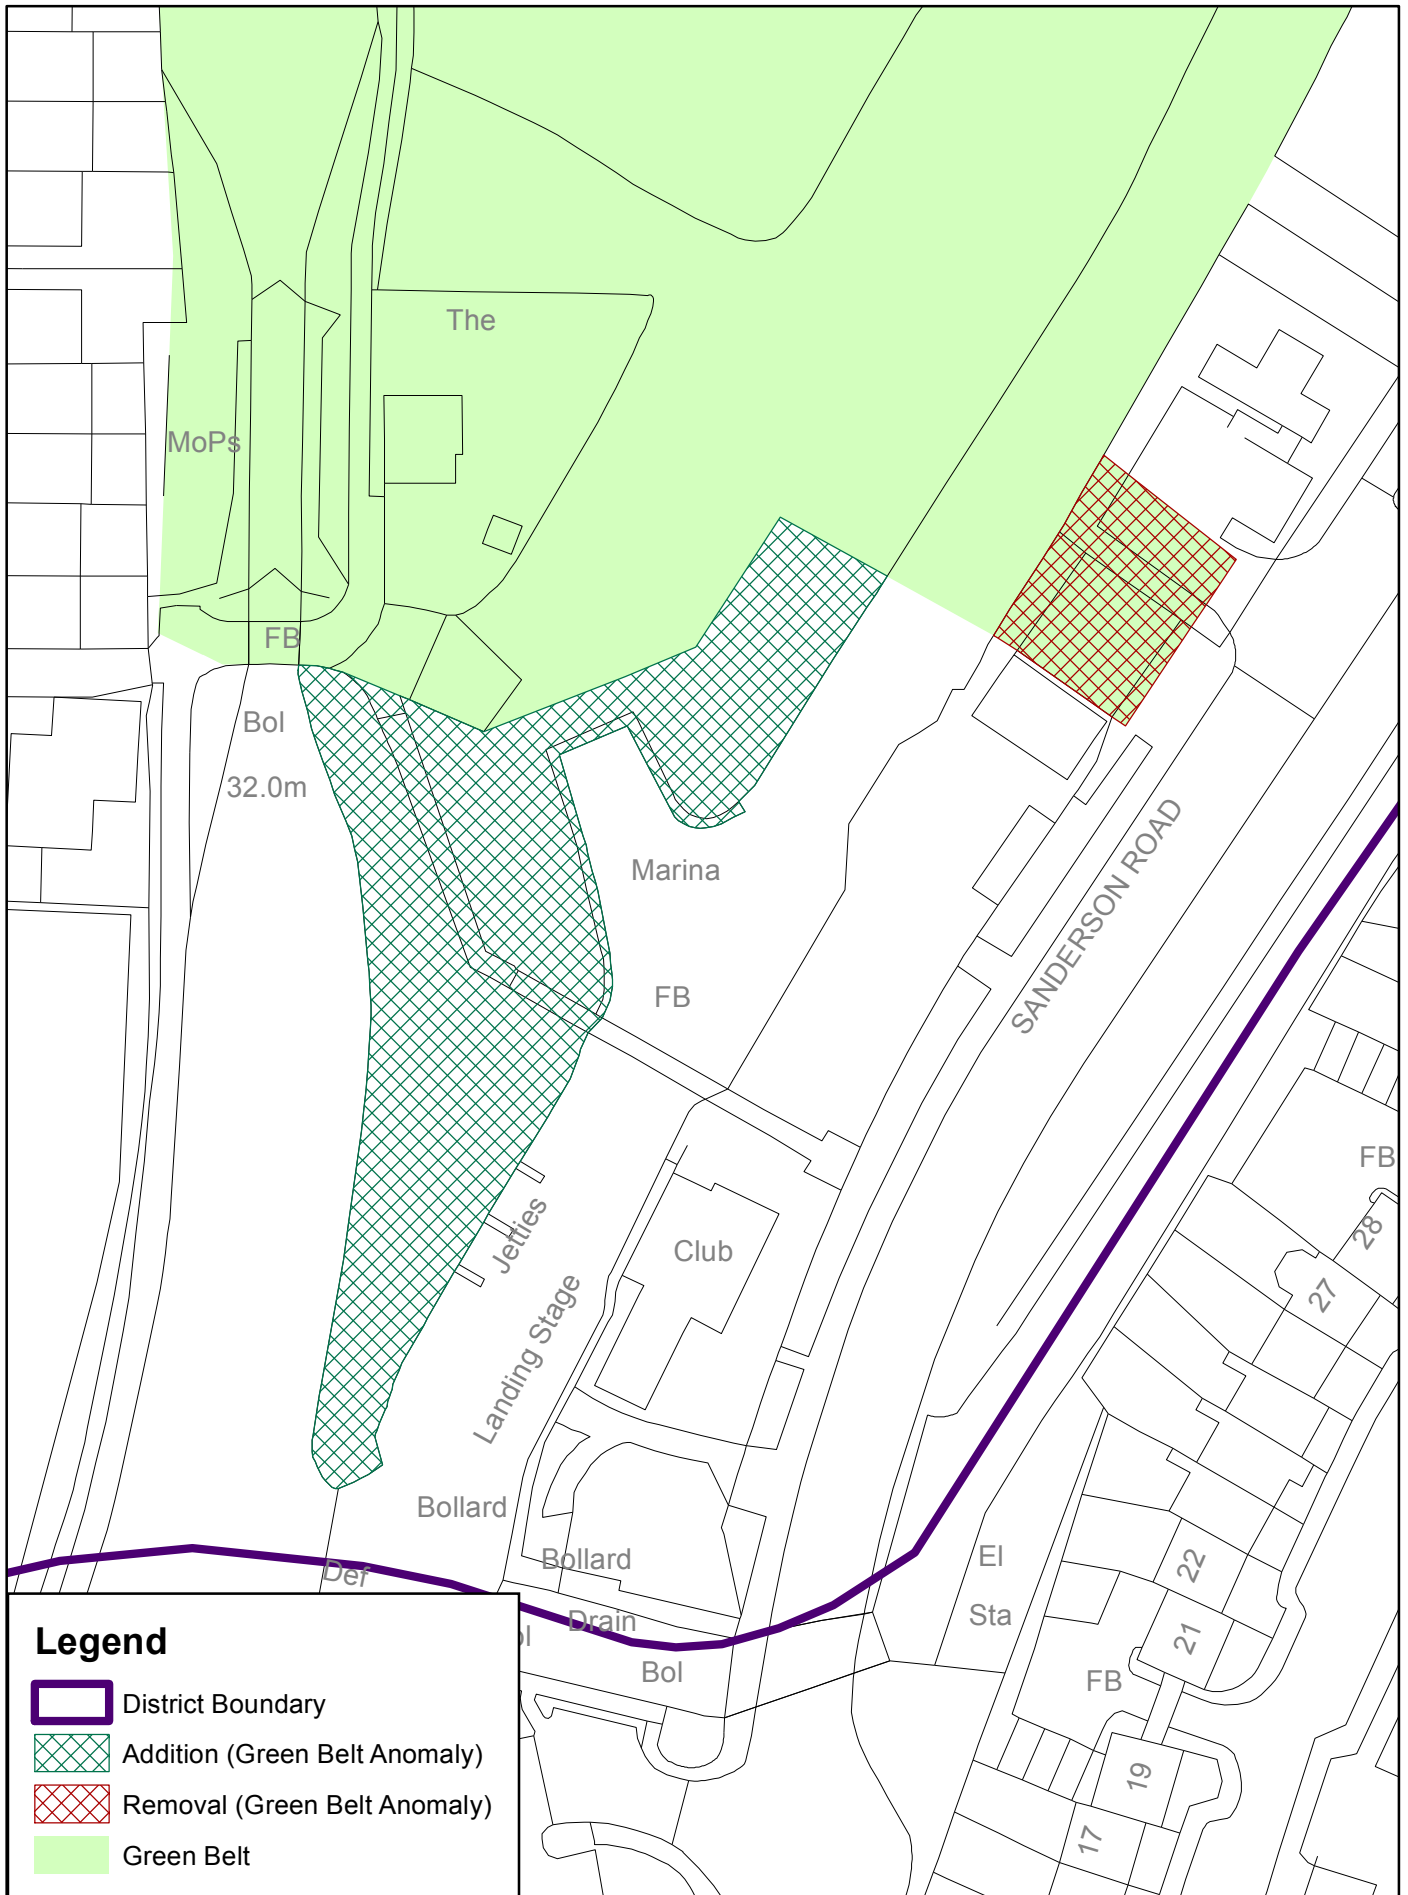 The
MoPs
FB
Bol
32.0m
Marina
SANDERSON ROAD
FB
FB
Jetties
Landing Stage
Club
28
27
Bollard
Bollard
Def
El
Sta
22
Drain
21
Bol
FB
19
17
Legend
District Boundary
Addition (Green Belt Anomaly)
Removal (Green Belt Anomaly)
Green Belt